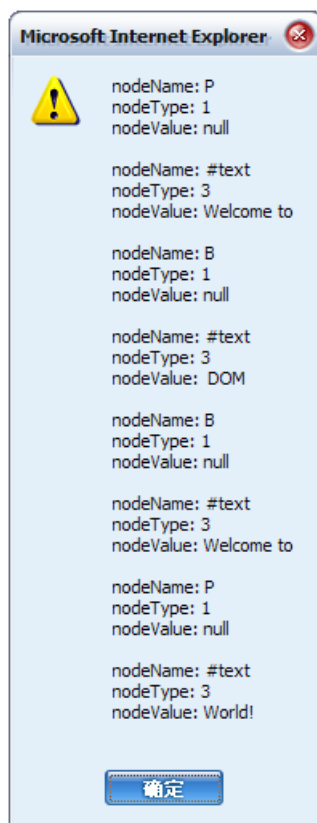 Microsoft Internet Explorer
nodeName: P
nodeType: 1
nodeValue: null
nodeName: #text
nodeType: 3
nodeValue: Welcome to
nodeName: B
nodeType: 1
nodeValue: null
nodeName: #text
nodeType: 3
nodeValue: DOM
nodeName: B
nodeType: 1
nodeValue: null
nodeName: #text
nodeType: 3
nodeValue: Welcome to
nodeName: P
nodeType: 1
nodeValue: null
nodeName: #text
nodeType: 3
nodeValue: World!
确定